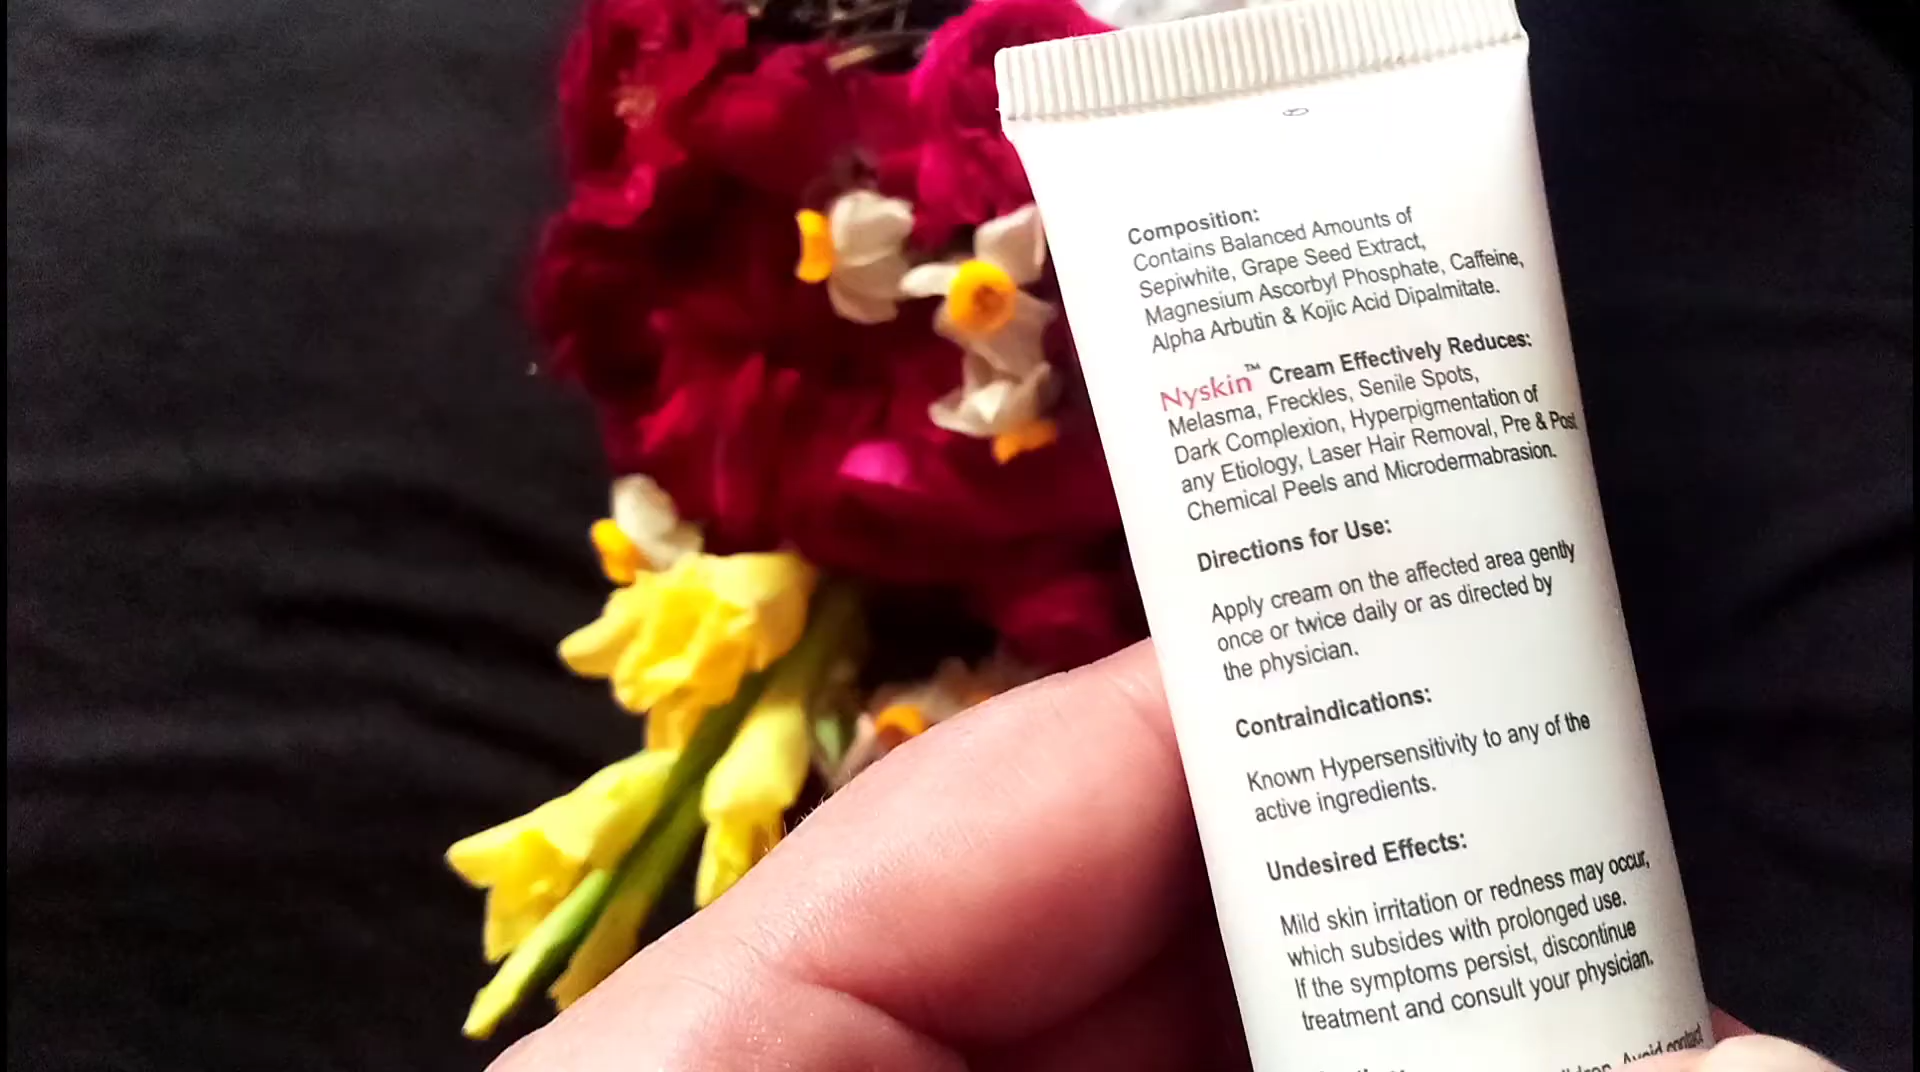 Composition:
Contains Balanced Amounts of
Sepiwhite, Grape Seed Extract,
Magnesium Ascorbyl Phosphate, Caffeine,
Alpha Arbutin & Kojic Acid Dipalmitate.
Nyskin™ Cream Effectively Reduces:
Melasma, Freckles, Senile Spots,
Dark Complexion, Hyperpigmentation of
any Etiology, Laser Hair Removal, Pre & Post
Chemical Peels and Microdermabrasion.
Directions for Use:
Apply cream on the affected area gently
once or twice daily or as directed by
the physician.
Contraindications:
Known Hypersensitivity to any of the
active ingredients.
Undesired Effects:
Mild skin irritation or redness may occur,
which subsides with prolonged use.
If the symptoms persist, discontinue
treatment and consult your physician.
Avoid contact